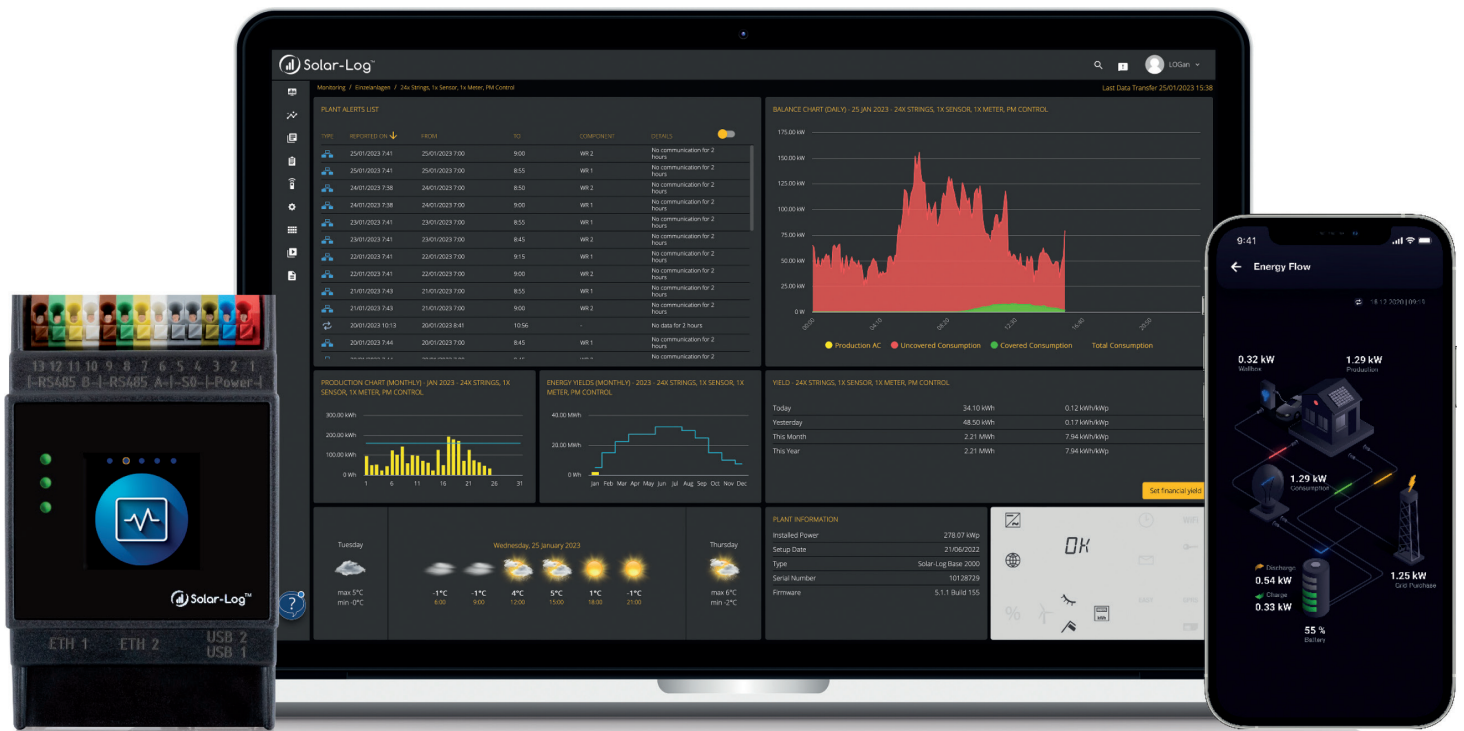 Solar-Log™
LOGan
Monitoring / Einzelanlagen / 24x Strings, 1x Sensor, 1x Meter, PM Control
Last Data Transfer 25/01/2023 15:38
PLANT ALERTS LIST
TYPE REPORTED ON FROM TO COMPONENT DETAILS
25/01/2023 7:41 25/01/2023 7:00 9:00 WR 2 No communication for 2
hours
25/01/2023 7:41 25/01/2023 7:00 8:55 WR 1 No communication for 2
hours
24/01/2023 7:38 24/01/2023 7:00 8:50 WR 2 No communication for 2
hours
24/01/2023 7:38 24/01/2023 7:00 9:00 WR 1 No communication for 2
hours
23/01/2023 7:41 23/01/2023 7:00 8:55 WR 1 No communication for 2
hours
23/01/2023 7:41 23/01/2023 7:00 8:45 WR 2 No communication for 2
hours
22/01/2023 7:41 22/01/2023 7:00 9:15 WR 1 No communication for 2
hours
22/01/2023 7:41 22/01/2023 7:00 9:00 WR 2 No communication for 2
hours
21/01/2023 7:43 21/01/2023 7:00 8:55 WR 1 No communication for 2
hours
21/01/2023 7:43 21/01/2023 7:00 9:00 WR 2 No communication for 2
hours
20/01/2023 10:13 20/01/2023 8:41 10:56 - No data for 2 hours
20/01/2023 7:44 20/01/2023 7:00 8:45 WR 1 No communication for 2
hours
No communication for 2
BALANCE CHART (DAILY) - 25 JAN 2023 - 24X STRINGS, 1X SENSOR, 1X METER, PM CONTROL
175.00 kW
150.00 kW
125.00 kW
100.00 kW
75.00 kW
50.00 kW
25.00 kW
0 W
00:00 04:10 08:20 12:30 16:40 20:50
Production AC Uncovered Consumption Covered Consumption Total Consumption
PRODUCTION CHART (MONTHLY) - JAN 2023 - 24X STRINGS, 1X
SENSOR, 1X METER, PM CONTROL
300.00 kWh
200.00 kWh
100.00 kWh
0 Wh
1 6 11 16 21 26 31
ENERGY YIELDS (MONTHLY) - 2023 - 24X STRINGS, 1X SENSOR, 1X
METER, PM CONTROL
40.00 MWh
20.00 MWh
0 Wh
Jan Feb Mar Apr May Jun Jul Aug Sep Oct Nov Dec
YIELD - 24X STRINGS, 1X SENSOR, 1X METER, PM CONTROL
Today 34.10 kWh 0.12 kWh/kWp
Yesterday 48.50 kWh 0.17 kWh/kWp
This Month 2.21 MWh 7.94 kWh/kWp
This Year 2.21 MWh 7.94 kWh/kWp
Set financial yield
Tuesday
max 5°C
min -0°C
Wednesday, 25 January 2023
-1°C -1°C 4°C 5°C 1°C -1°C
6:00 9:00 12:00 15:00 18:00 21:00
Thursday
max 6°C
min -2°C
PLANT INFORMATION
Installed Power 278.07 kWp
Setup Date 21/06/2022
Type Solar-Log Base 2000
Serial Number 10128729
Firmware 5.1.1 Build 155
WiFi
OK
%
kWh
GPRS
?
13 12 11 10 9 8 7 6 5 4 3 2 1
|-RS485 B-|-RS485 A-|-S0-|-Power-|
Solar-Log™
ETH 1 ETH 2 USB 2
USB 1
9:41
Energy Flow
0.32 kW
Wallbox
1.29 kW
Production
1.29 kW
Consumption
Discharge
0.54 kW
Charge
0.33 kW
1.25 kW
Grid Purchase
55 %
Battery